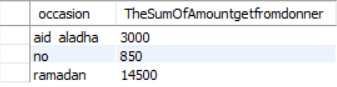 occasion TheSumOfAmountgetfromdonner
aid aladha 3000
no 850
ramadan 14500